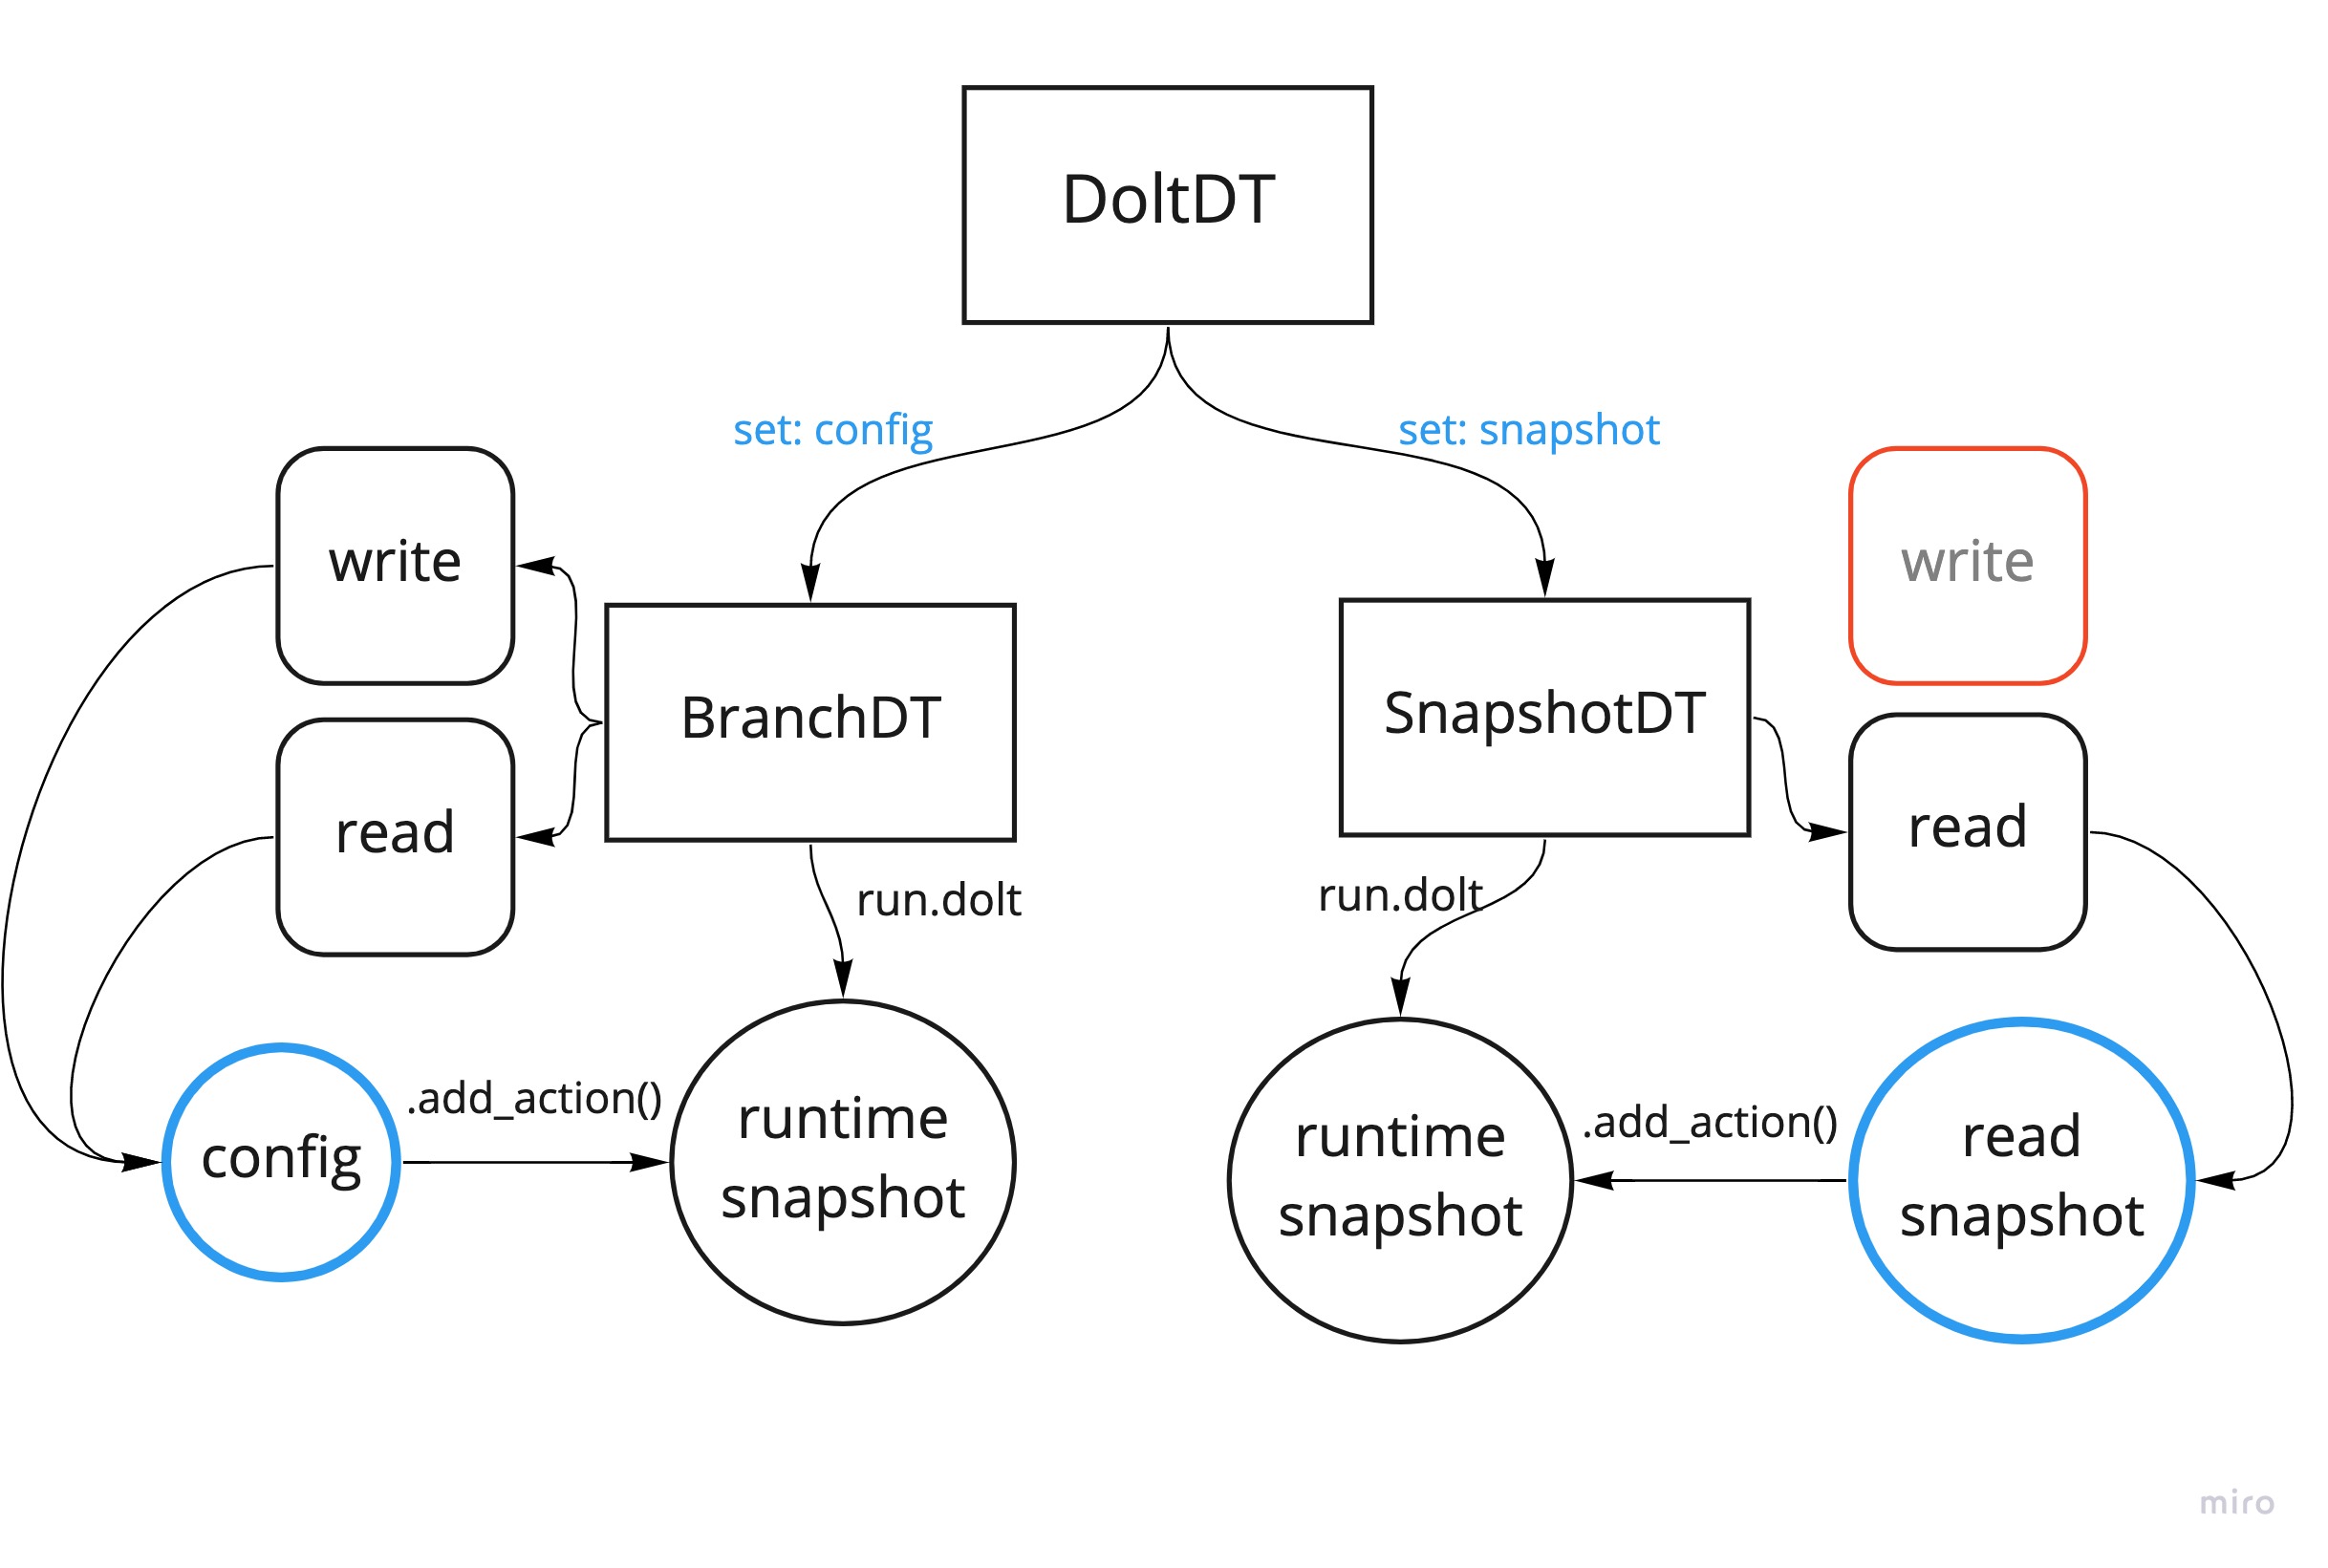 DoltDT
set: config
set: snapshot
write
write
BranchDT
SnapshotDT
read
read
run.dolt
run.dolt
.add_action()
.add_action()
config
runtime
snapshot
runtime
snapshot
read
snapshot
miro